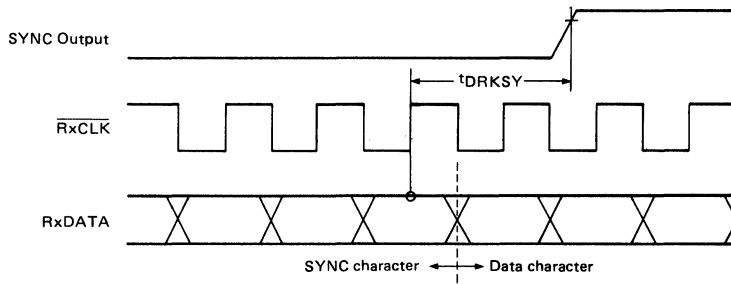 SYNC Output
tDRKSY
RxCLK
RxDATA
SYNC character
Data character